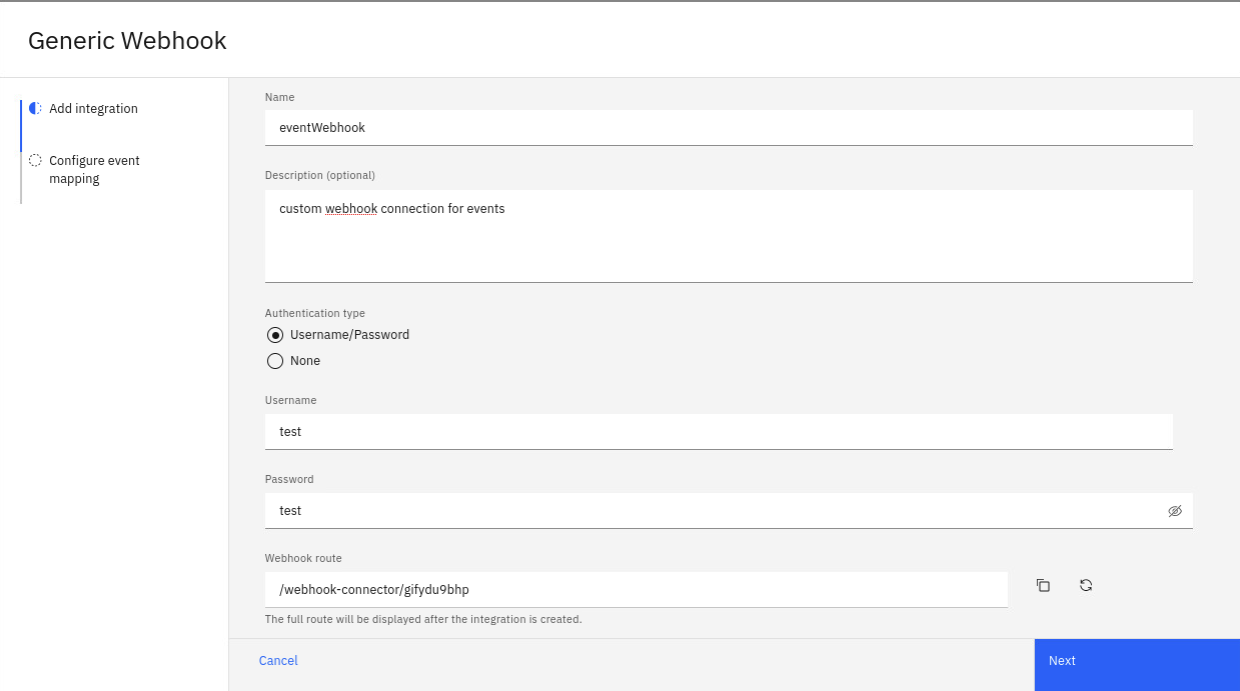 Generic Webhook
Add integration
Configure event
mapping
Name
eventWebhook
Description (optional)
custom webhook connection for events
Authentication type
Username/Password
None
Username
test
Password
test
Webhook route
/webhook-connector/gifydu9bhp
The full route will be displayed after the integration is created.
Cancel
Next